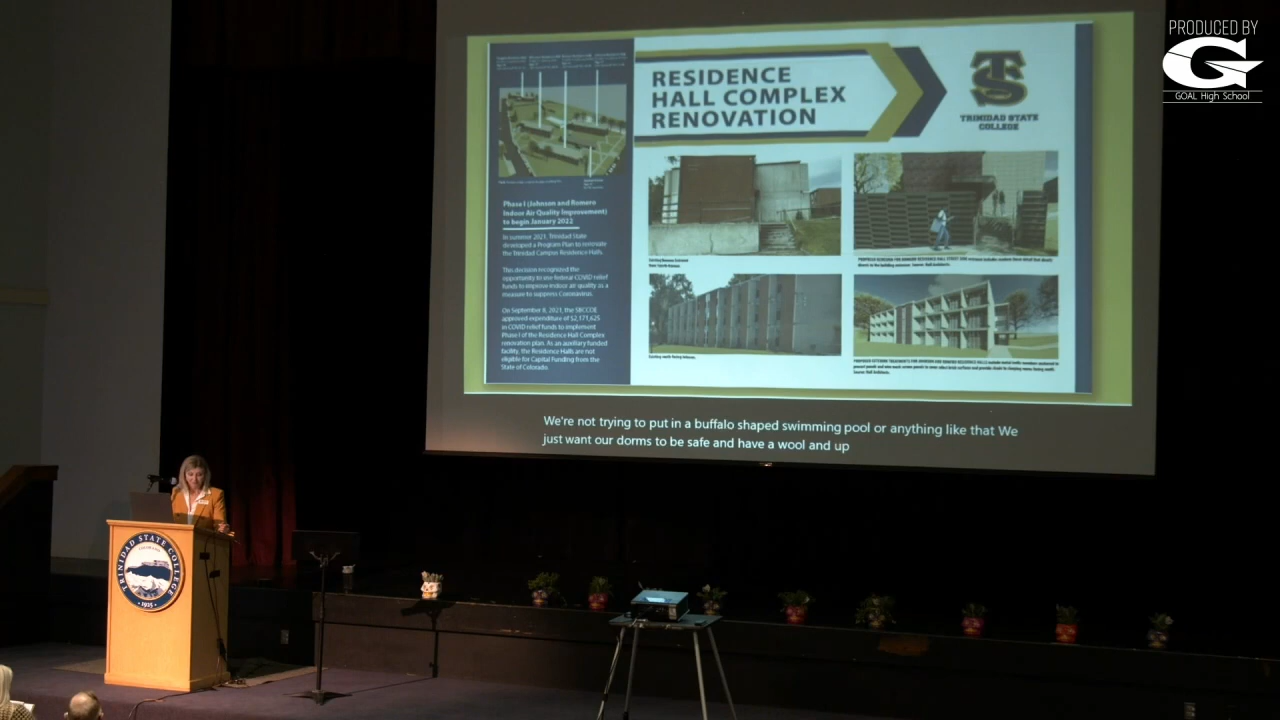 PRODUCED BY
G
GOAL High School
RESIDENCE
HALL COMPLEX
RENOVATION
TS
TRINIDAD STATE
COLLEGE
Phase I (Johnson and Romero
Indoor Air Quality Improvement)
to begin January 2022
In summer 2021, Trinidad State
developed a Program Plan to renovate
the Trinidad Campus Residence Halls.
This decision recognized the
opportunity to use federal COVID relief
funds to improve indoor air quality as a
measure to suppress Coronavirus.
On September 8, 2021, the SBCCOE
approved expenditure of $2,171,625
in COVID relief funds to implement
Phase I of the Residence Hall Complex
renovation plan. As an auxiliary funded
facility, the Residence Halls are not
eligible for Capital Funding from the
State of Colorado.
We're not trying to put in a buffalo shaped swimming pool or anything like that We
just want our dorms to be safe and have a wool and up
TRINIDAD STATE COLLEGE
COLORADO
• 1925 •